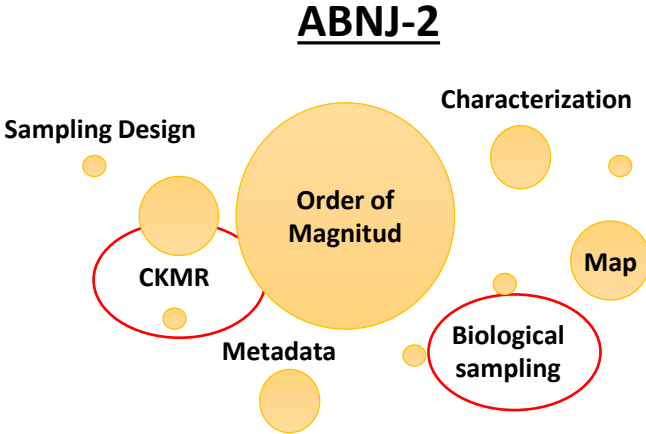 ABNJ-2
Characterization
Sampling Design
Order of
Magnitud
CKMR
Map
Metadata
Biological
sampling